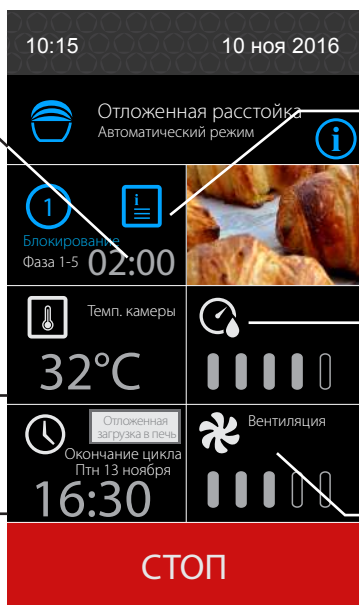 10:15 10 ноя 2016
Отложенная расстойка
Автоматический режим
i
1
i
Блокирование
Фаза 1-5 02:00
Темп. камеры
32°C
Отложенная
загрузка в печь
Окончание цикла
Птн 13 ноября
16:30
Вентиляция
СТОП